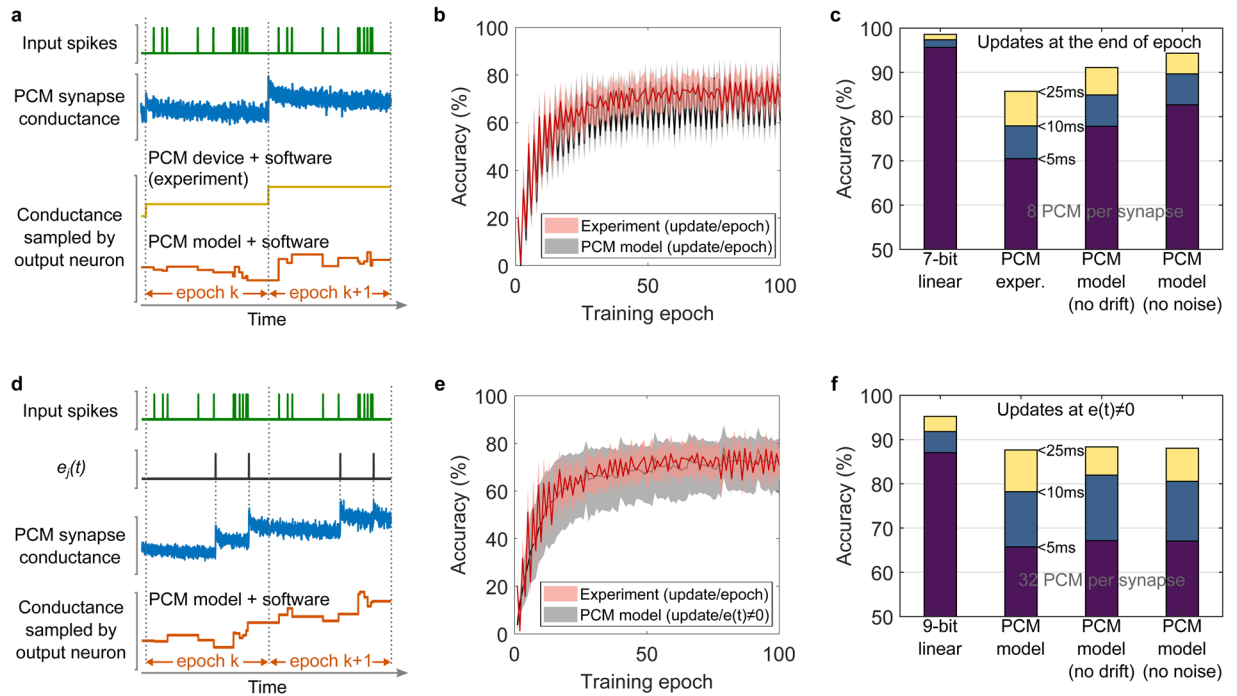 a
Input spikes
PCM synapse
conductance
PCM device + software
(experiment)
Conductance
sampled by
output neuron
PCM model + software
epoch k
epoch k+1
Time
b
Accuracy (%)
100
80
60
40
20
0
Experiment (update/epoch)
PCM model (update/epoch)
0
50
100
Training epoch
c
Accuracy (%)
100
90
80
70
60
50
Updates at the end of epoch
<25ms
<10ms
<5ms
8 PCM per synapse
7-bit
linear
PCM
exper.
PCM
model
(no drift)
PCM
model
(no noise)
d
Input spikes
ej(t)
PCM synapse
conductance
Conductance
sampled by
output neuron
PCM model + software
epoch k
epoch k+1
Time
e
Accuracy (%)
100
80
60
40
20
0
Experiment (update/epoch)
PCM model (update/e(t)≠0)
0
50
100
Training epoch
f
Accuracy (%)
100
90
80
70
60
50
Updates at e(t)≠0
<25ms
<10ms
<5ms
32 PCM per synapse
9-bit
linear
PCM
model
PCM
model
(no drift)
PCM
model
(no noise)